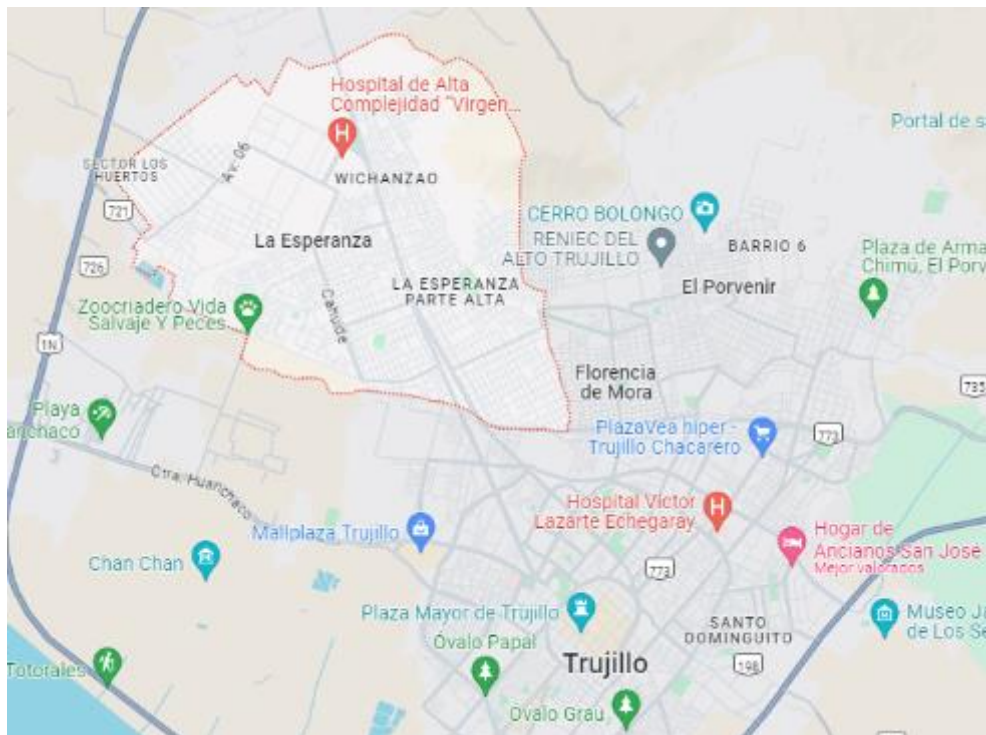 Hospital de Alta
Complejidad "Virgen...
Portal de s
SECTOR LOS
HUERTOS
Av. 06
WICHANZAO
721
CERRO BOLONGO
RENIEC DEL
ALTO TRUJILLO
BARRIO 6
La Esperanza
Plaza de Arma
Chimú, El Porv
726
LA ESPERANZA
PARTE ALTA
El Porvenir
Zoocriadero Vida
Salvaje Y Peces
Cahuide
1N
Florencia
de Mora
735
Playa
anchaco
PlazaVea hiper -
Trujillo Chacarero
773
Ctra. Huanchaco
Hospital Víctor
Lazarte Echegaray
Mallplaza Trujillo
Hogar de
Ancianos San José
Mejor valorados
Chan Chan
773
Plaza Mayor de Trujillo
SANTO
DOMINGUITO
Museo Ja
de Los Se
Óvalo Papal
Totorales
Trujillo
198
Óvalo Grau